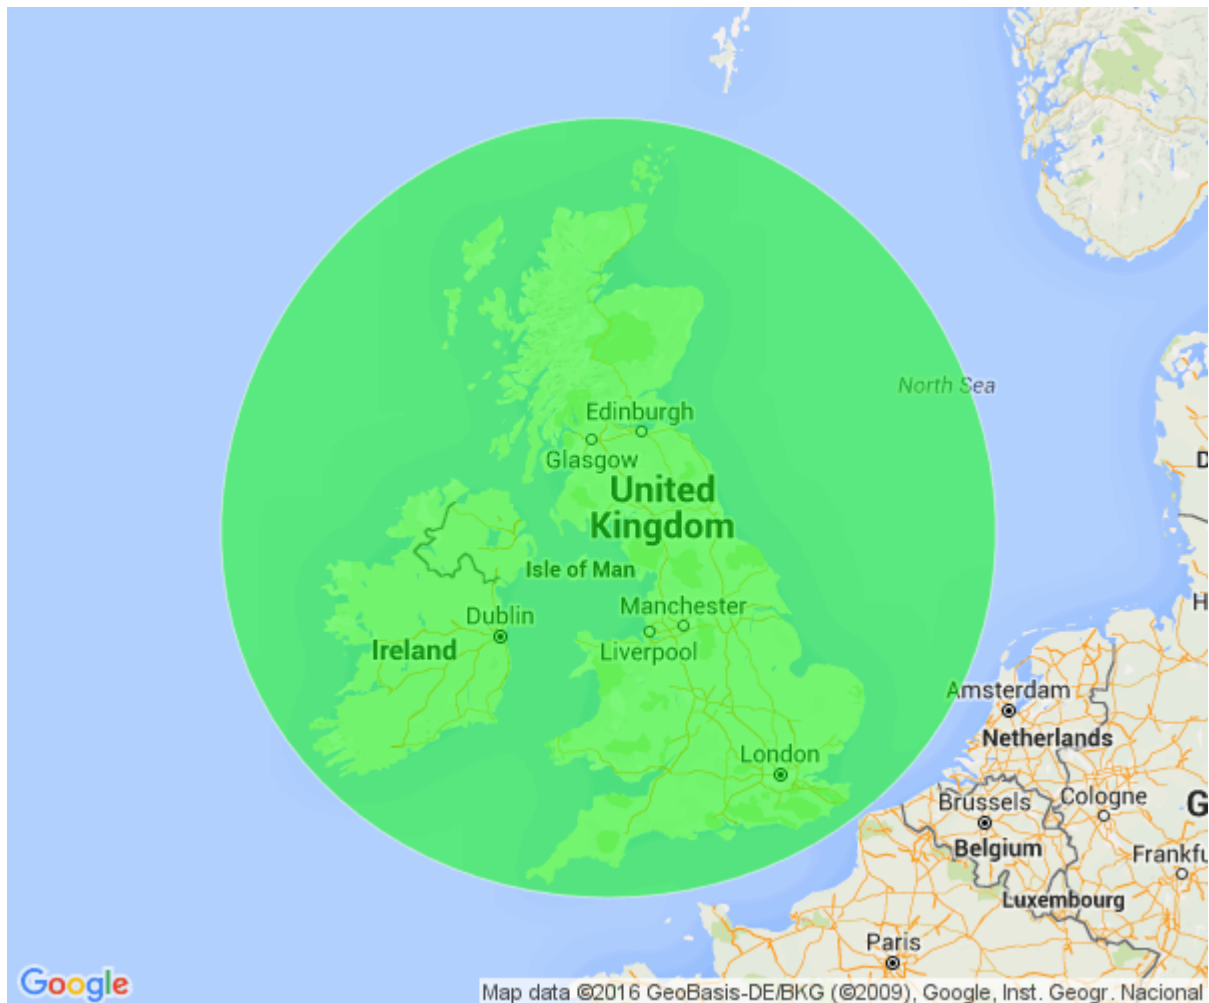 North Sea
Edinburgh
Glasgow
United
Kingdom
D
Isle of Man
H
Manchester
Dublin
Ireland
Liverpool
Amsterdam
Netherlands
London
Brussels
Cologne
G
Belgium
Frankfu
Luxembourg
Paris
Google
Map data ©2016 GeoBasis-DE/BKG (©2009), Google, Inst. Geogr. Nacional